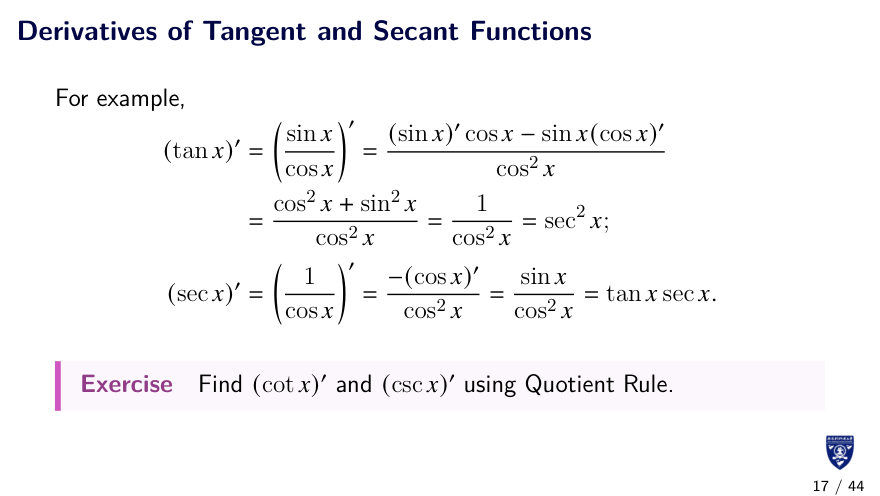 Derivatives of Tangent and Secant Functions
For example,
(tan x)′ = (sin x / cos x)′ = ((sin x)′ cos x − sin x(cos x)′) / cos² x
= (cos² x + sin² x) / cos² x = 1 / cos² x = sec² x;
(sec x)′ = (1 / cos x)′ = −(cos x)′ / cos² x = sin x / cos² x = tan x sec x.
Exercise Find (cot x)′ and (csc x)′ using Quotient Rule.
17 / 44